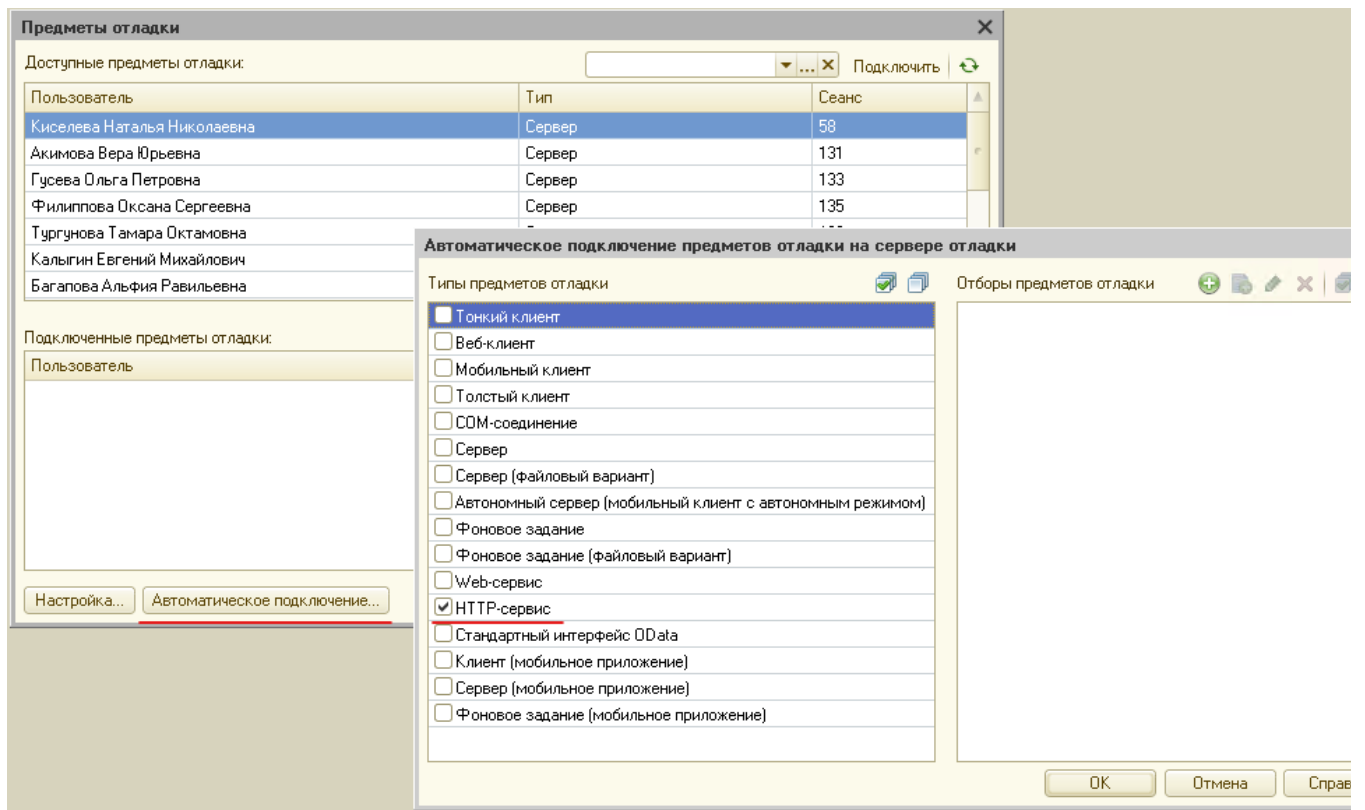 Предметы отладки
Доступные предметы отладки:
... Подключить
Пользователь Тип Сеанс
Киселева Наталья Николаевна Сервер 58
Акимова Вера Юрьевна Сервер 131
Гусева Ольга Петровна Сервер 133
Филиппова Оксана Сергеевна Сервер 135
Тургунова Тамара Октамовна
Калыгин Евгений Михайлович
Багапова Альфия Равильевна
Подключенные предметы отладки:
Пользователь
Настройка... Автоматическое подключение...
Автоматическое подключение предметов отладки на сервере отладки
Типы предметов отладки
Отборы предметов отладки
Тонкий клиент
Веб-клиент
Мобильный клиент
Толстый клиент
COM-соединение
Сервер
Сервер (файловый вариант)
Автономный сервер (мобильный клиент с автономным режимом)
Фоновое задание
Фоновое задание (файловый вариант)
Web-сервис
HTTP-сервис
Стандартный интерфейс OData
Клиент (мобильное приложение)
Сервер (мобильное приложение)
Фоновое задание (мобильное приложение)
OK Отмена Справ